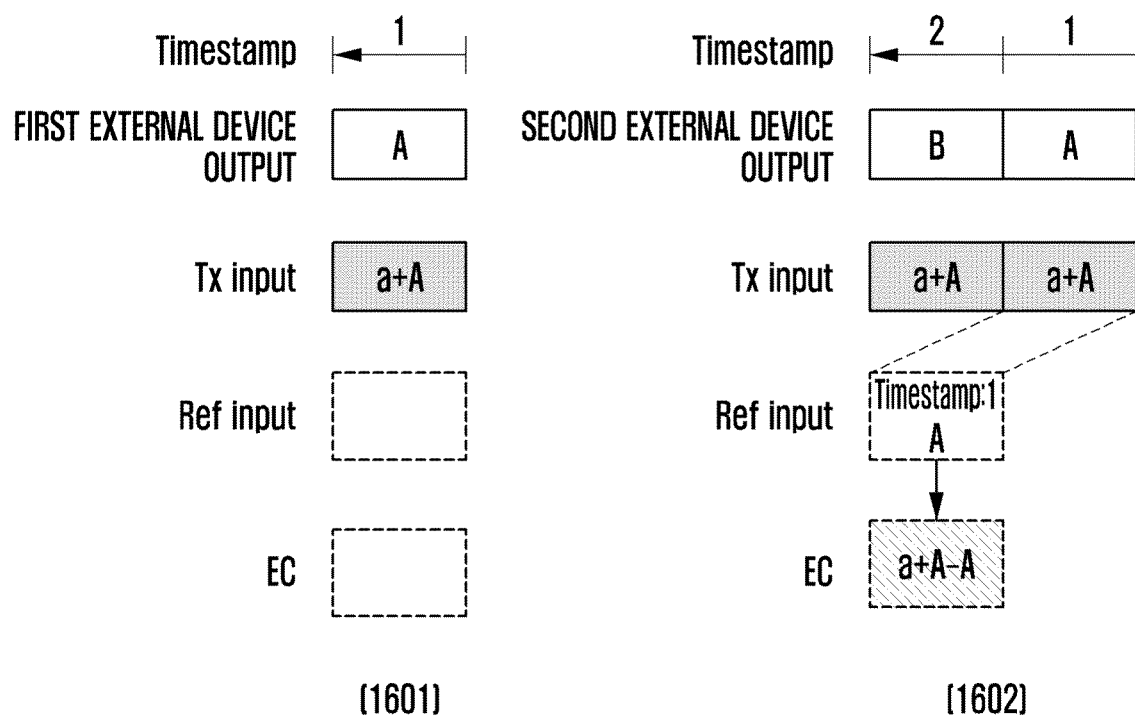 Timestamp 1
FIRST EXTERNAL DEVICE
OUTPUT
A
Tx input
a+A
Ref input
EC
(1601)
Timestamp 2 1
SECOND EXTERNAL DEVICE
OUTPUT
B A
Tx input
a+A a+A
Ref input
Timestamp:1
A
EC
a+A-A
(1602)